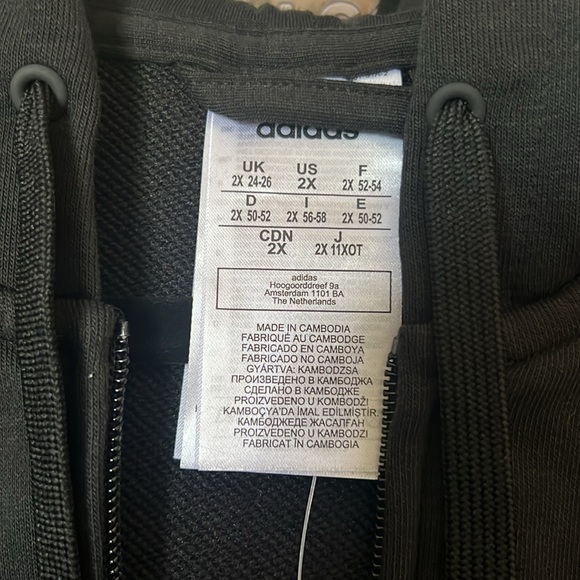 adidas
UK US F
2X 24-26 2X 2X 52-54
D I E
2X 50-52 2X 56-58 2X 50-52
CDN J
2X 2X 11XOT
adidas
Hoogoorddreef 9a
Amsterdam 1101 BA
The Netherlands
MADE IN CAMBODIA
FABRIQUÉ AU CAMBODGE
FABRICADO EN CAMBOYA
FABRICADO NO CAMBOJA
GYÁRTVA: KAMBODZSA
ПРОИЗВЕДЕНО В КАМБОДЖА
СДЕЛАНО В КАМБОДЖЕ
PROIZVEDENO U KOMBODŽI
KAMBOÇYA'DA İMAL EDİLMİŞTİR.
КАМБОДЖЕДЕ ЖАСАЛҒАН
PROIZVEDENO U KAMBODZI
FABRICAT ÎN CAMBOGIA